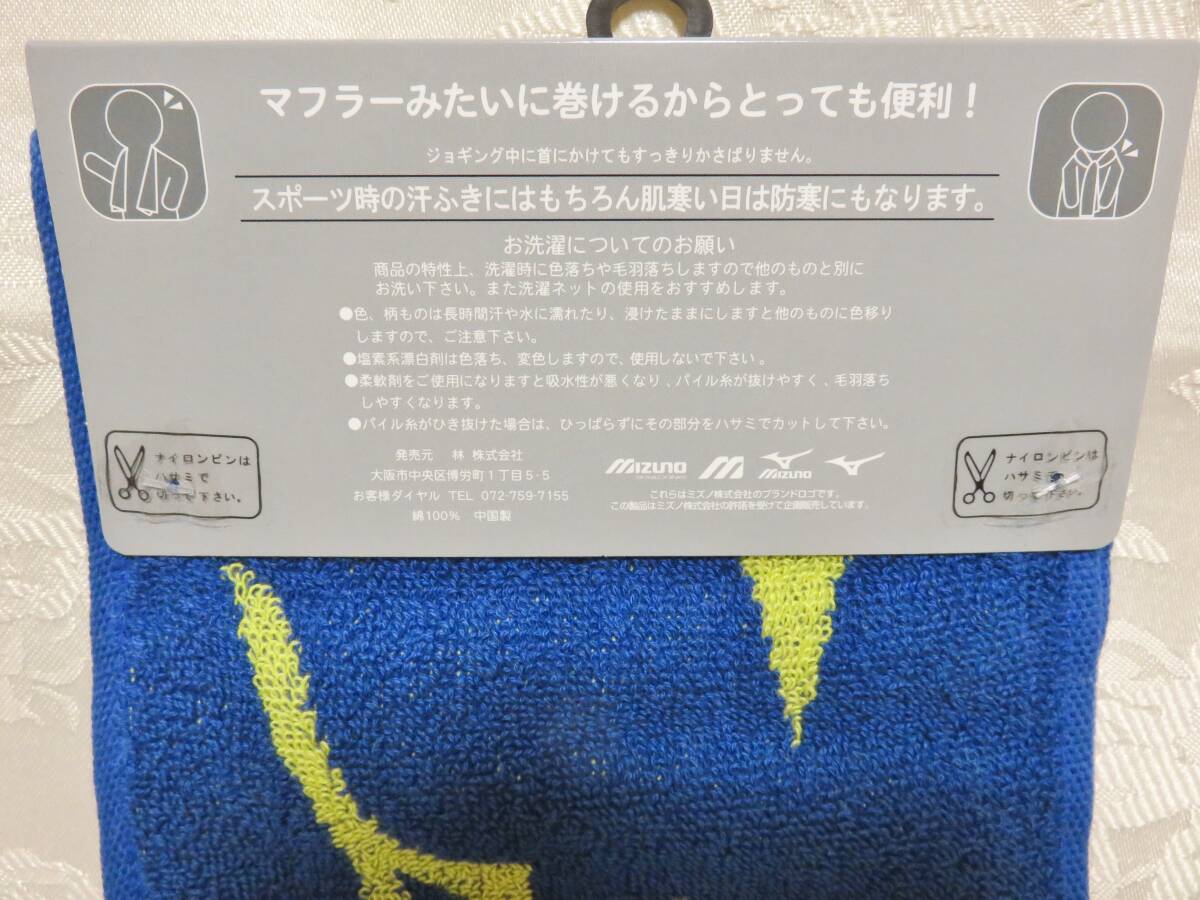 マフラーみたいに巻けるからとっても便利！
ジョギング中に首にかけてもすっきりかさばりません。
スポーツ時の汗ふきにはもちろん肌寒い日は防寒にもなります。
お洗濯についてのお願い
商品の特性上、洗濯時に色落ちや毛羽落ちしますので他のものと別に
お洗い下さい。また洗濯ネットの使用をおすすめします。
●色、柄ものは長時間汗や水に濡れたり、浸けたままにしますと他のものに色移り
しますので、ご注意下さい。
●塩素系漂白剤は色落ち、変色しますので、使用しないで下さい。
●柔軟剤をご使用になりますと吸水性が悪くなり、パイル糸が抜けやすく、毛羽落ち
しやすくなります。
●パイル糸がひき抜けた場合は、ひっぱらずにその部分をハサミでカットして下さい。
ナイロンピンは
ハサミで
切って下さい。
発売元 林 株式会社
大阪市中央区博労町1丁目5-5
お客様ダイヤル TEL 072-759-7155
綿100% 中国製
MIZUNO
MIZUNO
これらはミズノ株式会社のブランドロゴです。
この製品はミズノ株式会社の許諾を受けて企画販売しています。
ナイロンピンは
ハサミで
切って下さい。